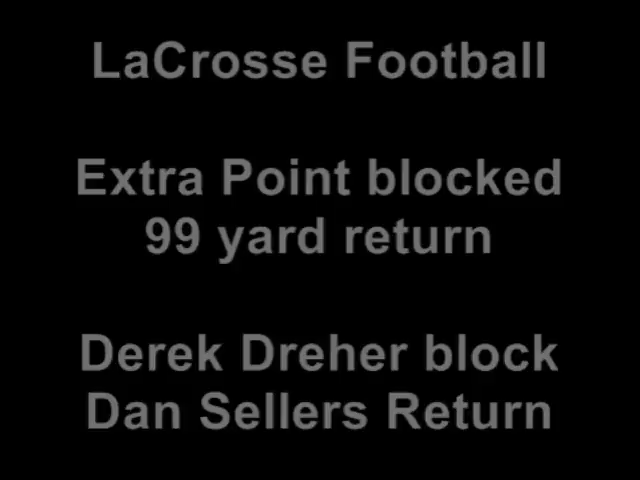 LaCrosse Football
Extra Point blocked
99 yard return
Derek Dreher block
Dan Sellers Return